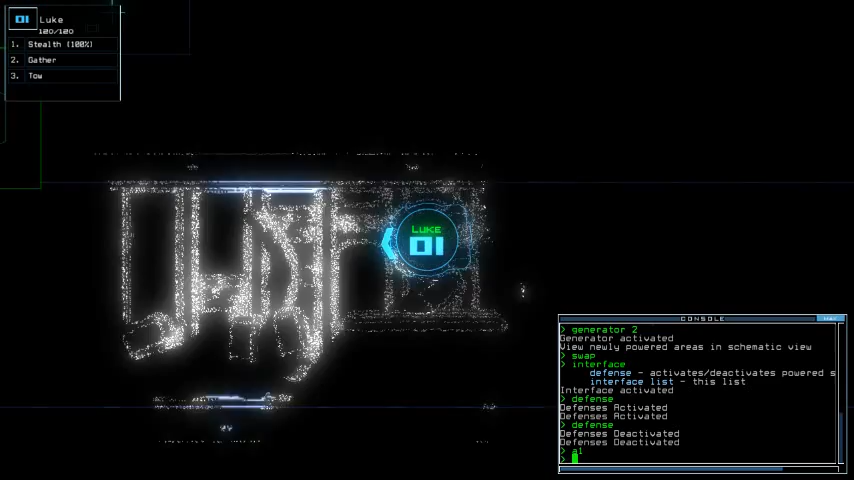 01 Luke
120/120
1. Stealth (100%)
2. Gather
3. Tow
Luke
01
CONSOLE
> generator 2
Generator activated
View newly powered areas in schematic view
> swap
> interface
defense - activates/deactivates powered s
interface list - this list
Interface activated
> defense
Defenses Activated
Defenses Activated
> defense
Defenses Deactivated
Defenses Deactivated
> a1
>